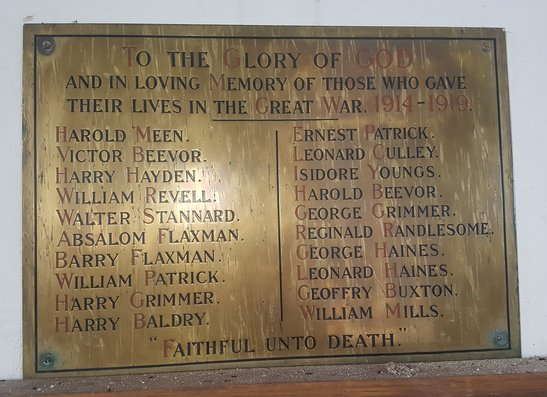 To the Glory of GOD
and in loving Memory of those who gave
their lives in the Great War. 1914-1919.
Harold Meen.
Victor Beevor.
Harry Hayden.
William Revell.
Walter Stannard.
Absalom Flaxman.
Barry Flaxman.
William Patrick.
Harry Grimmer.
Harry Baldry.
Ernest Patrick.
Leonard Culley.
Isidore Youngs.
Harold Beevor.
George Grimmer.
Reginald Randlesome.
George Haines.
Leonard Haines.
Geoffry Buxton.
William Mills.
"Faithful unto death."